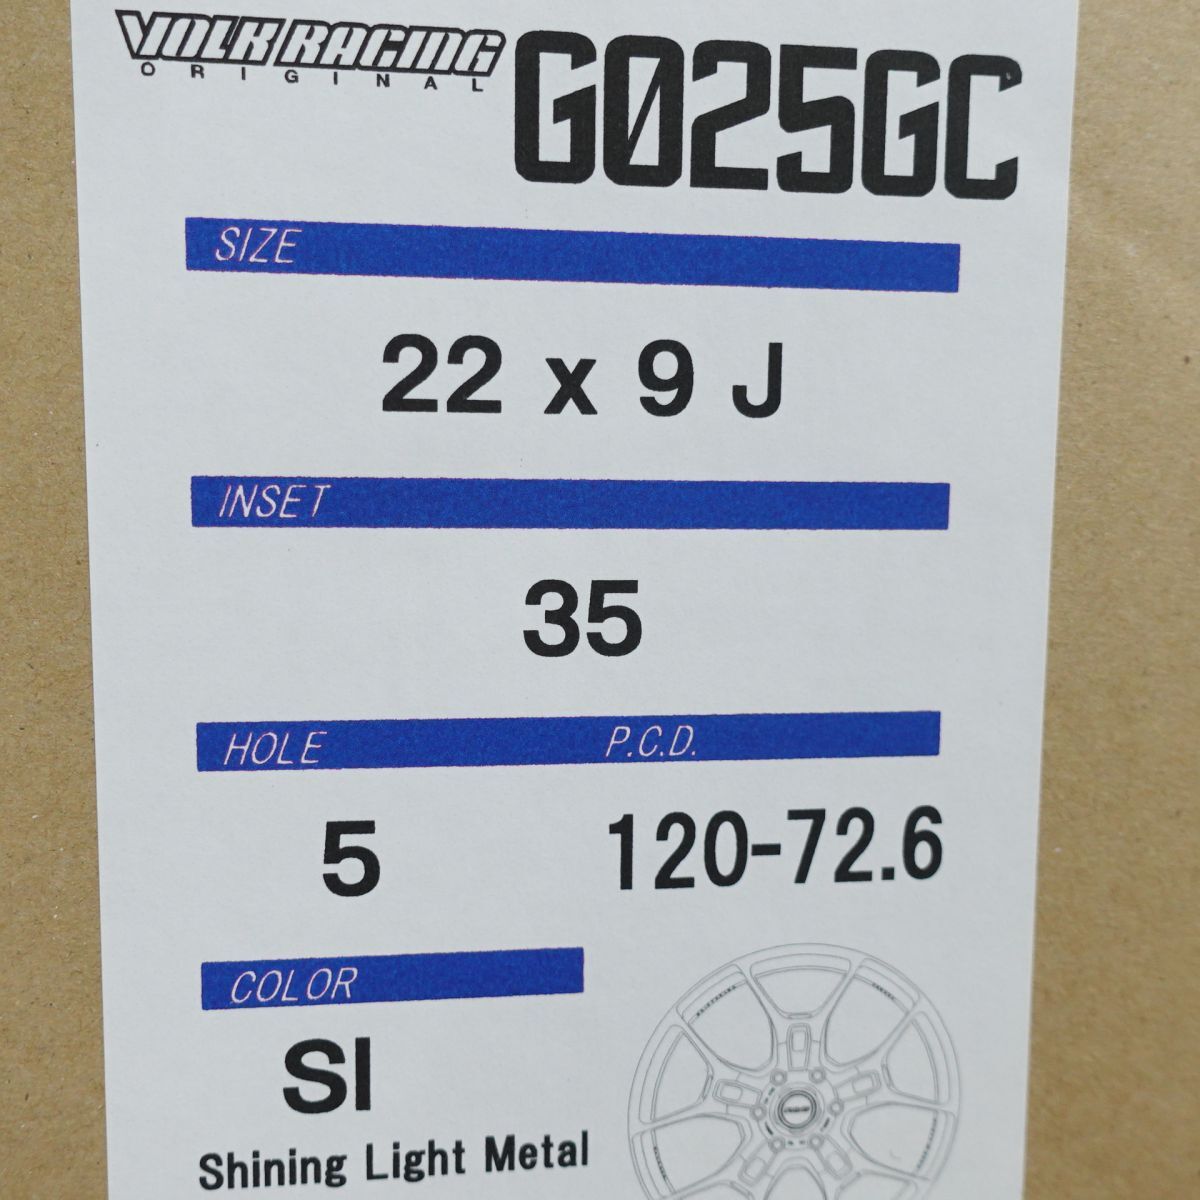 VOLK RACING
ORIGINAL
G025GC
SIZE
22 x 9 J
INSET
35
HOLE P.C.D.
5 120-72.6
COLOR
SI
Shining Light Metal